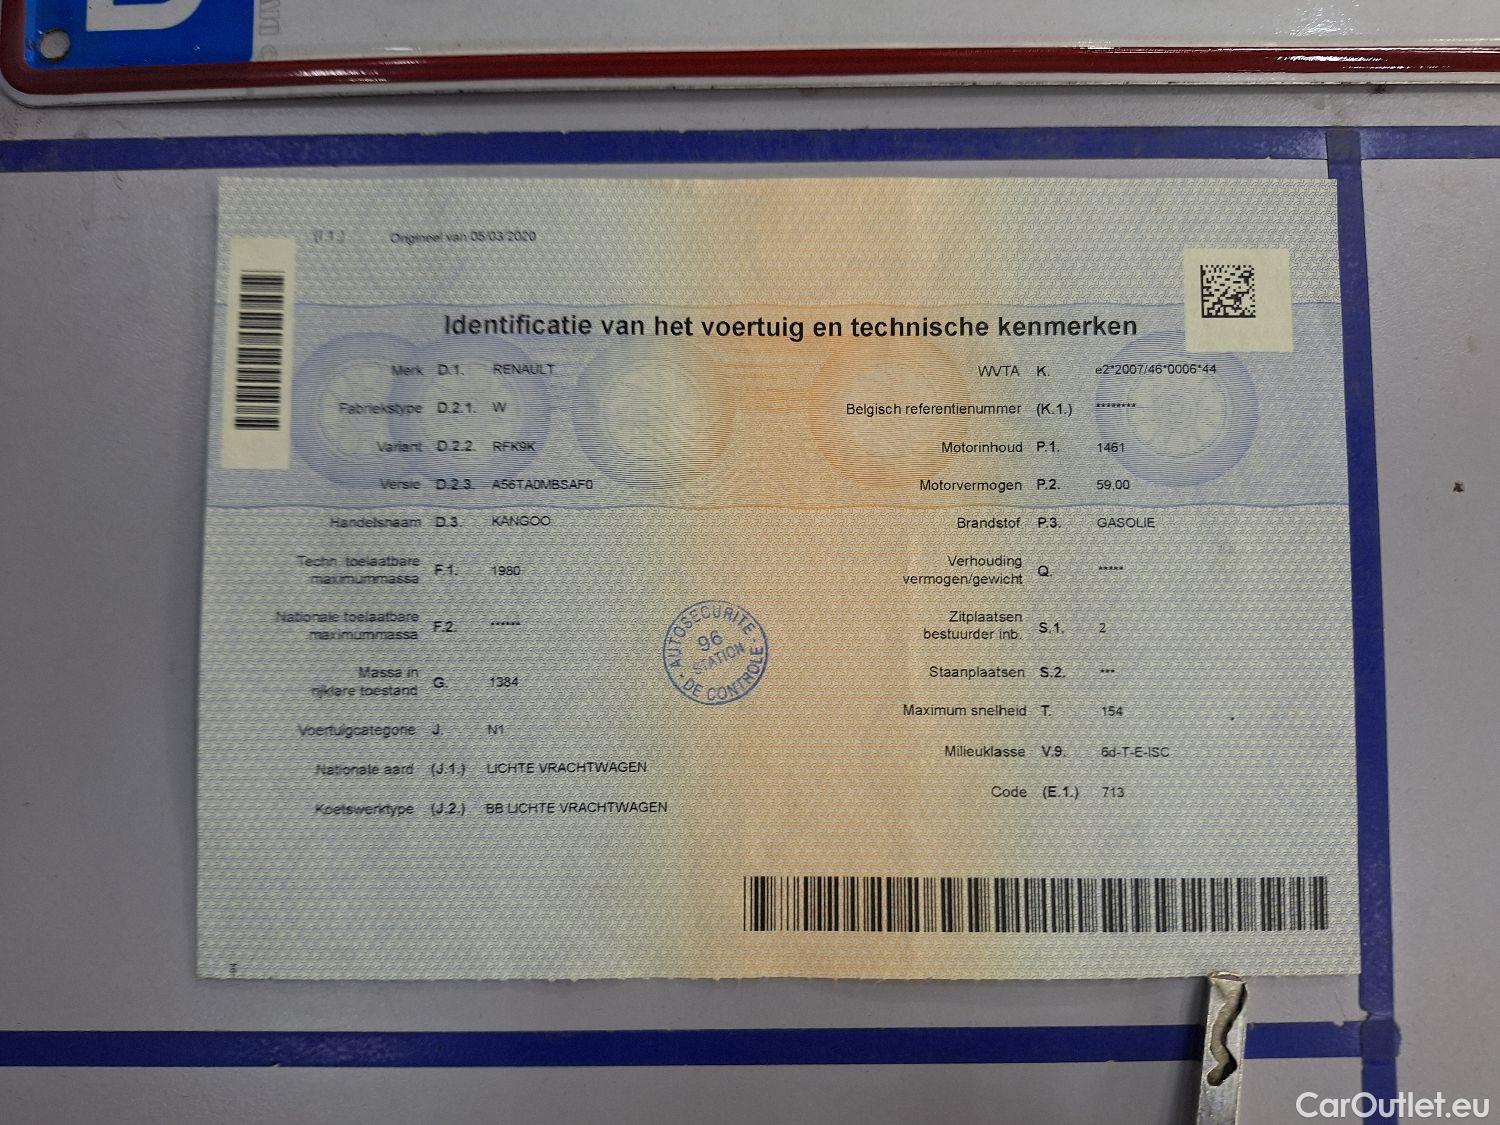 (I.1.) Origineel van 05/03/2020
Identificatie van het voertuig en technische kenmerken
Merk D.1. RENAULT
Fabriekstype D.2.1. W
Variant D.2.2. RFK9K
Versie D.2.3. A56TA0MBSAF0
Handelsnaam D.3. KANGOO
Techn. toelaatbare
maximummassa F.1. 1980
Nationale toelaatbare
maximummassa F.2. ******
Massa in
rijklare toestand G. 1384
Voertuigcategorie J. N1
Nationale aard (J.1.) LICHTE VRACHTWAGEN
Koetswerktype (J.2.) BB LICHTE VRACHTWAGEN
WVTA K. e2*2007/46*0006*44
Belgisch referentienummer (K.1.) ********
Motorinhoud P.1. 1461
Motorvermogen P.2. 59,00
Brandstof P.3. GASOLIE
Verhouding
vermogen/gewicht Q. *****
Zitplaatsen
bestuurder inb. S.1. 2
Staanplaatsen S.2. ***
Maximum snelheid T. 154
Milieuklasse V.9. 6d-T-E-ISC
Code (E.1.) 713
AUTOSECURITE
96
STATION
- DE CONTROLE -
CarOutlet.eu